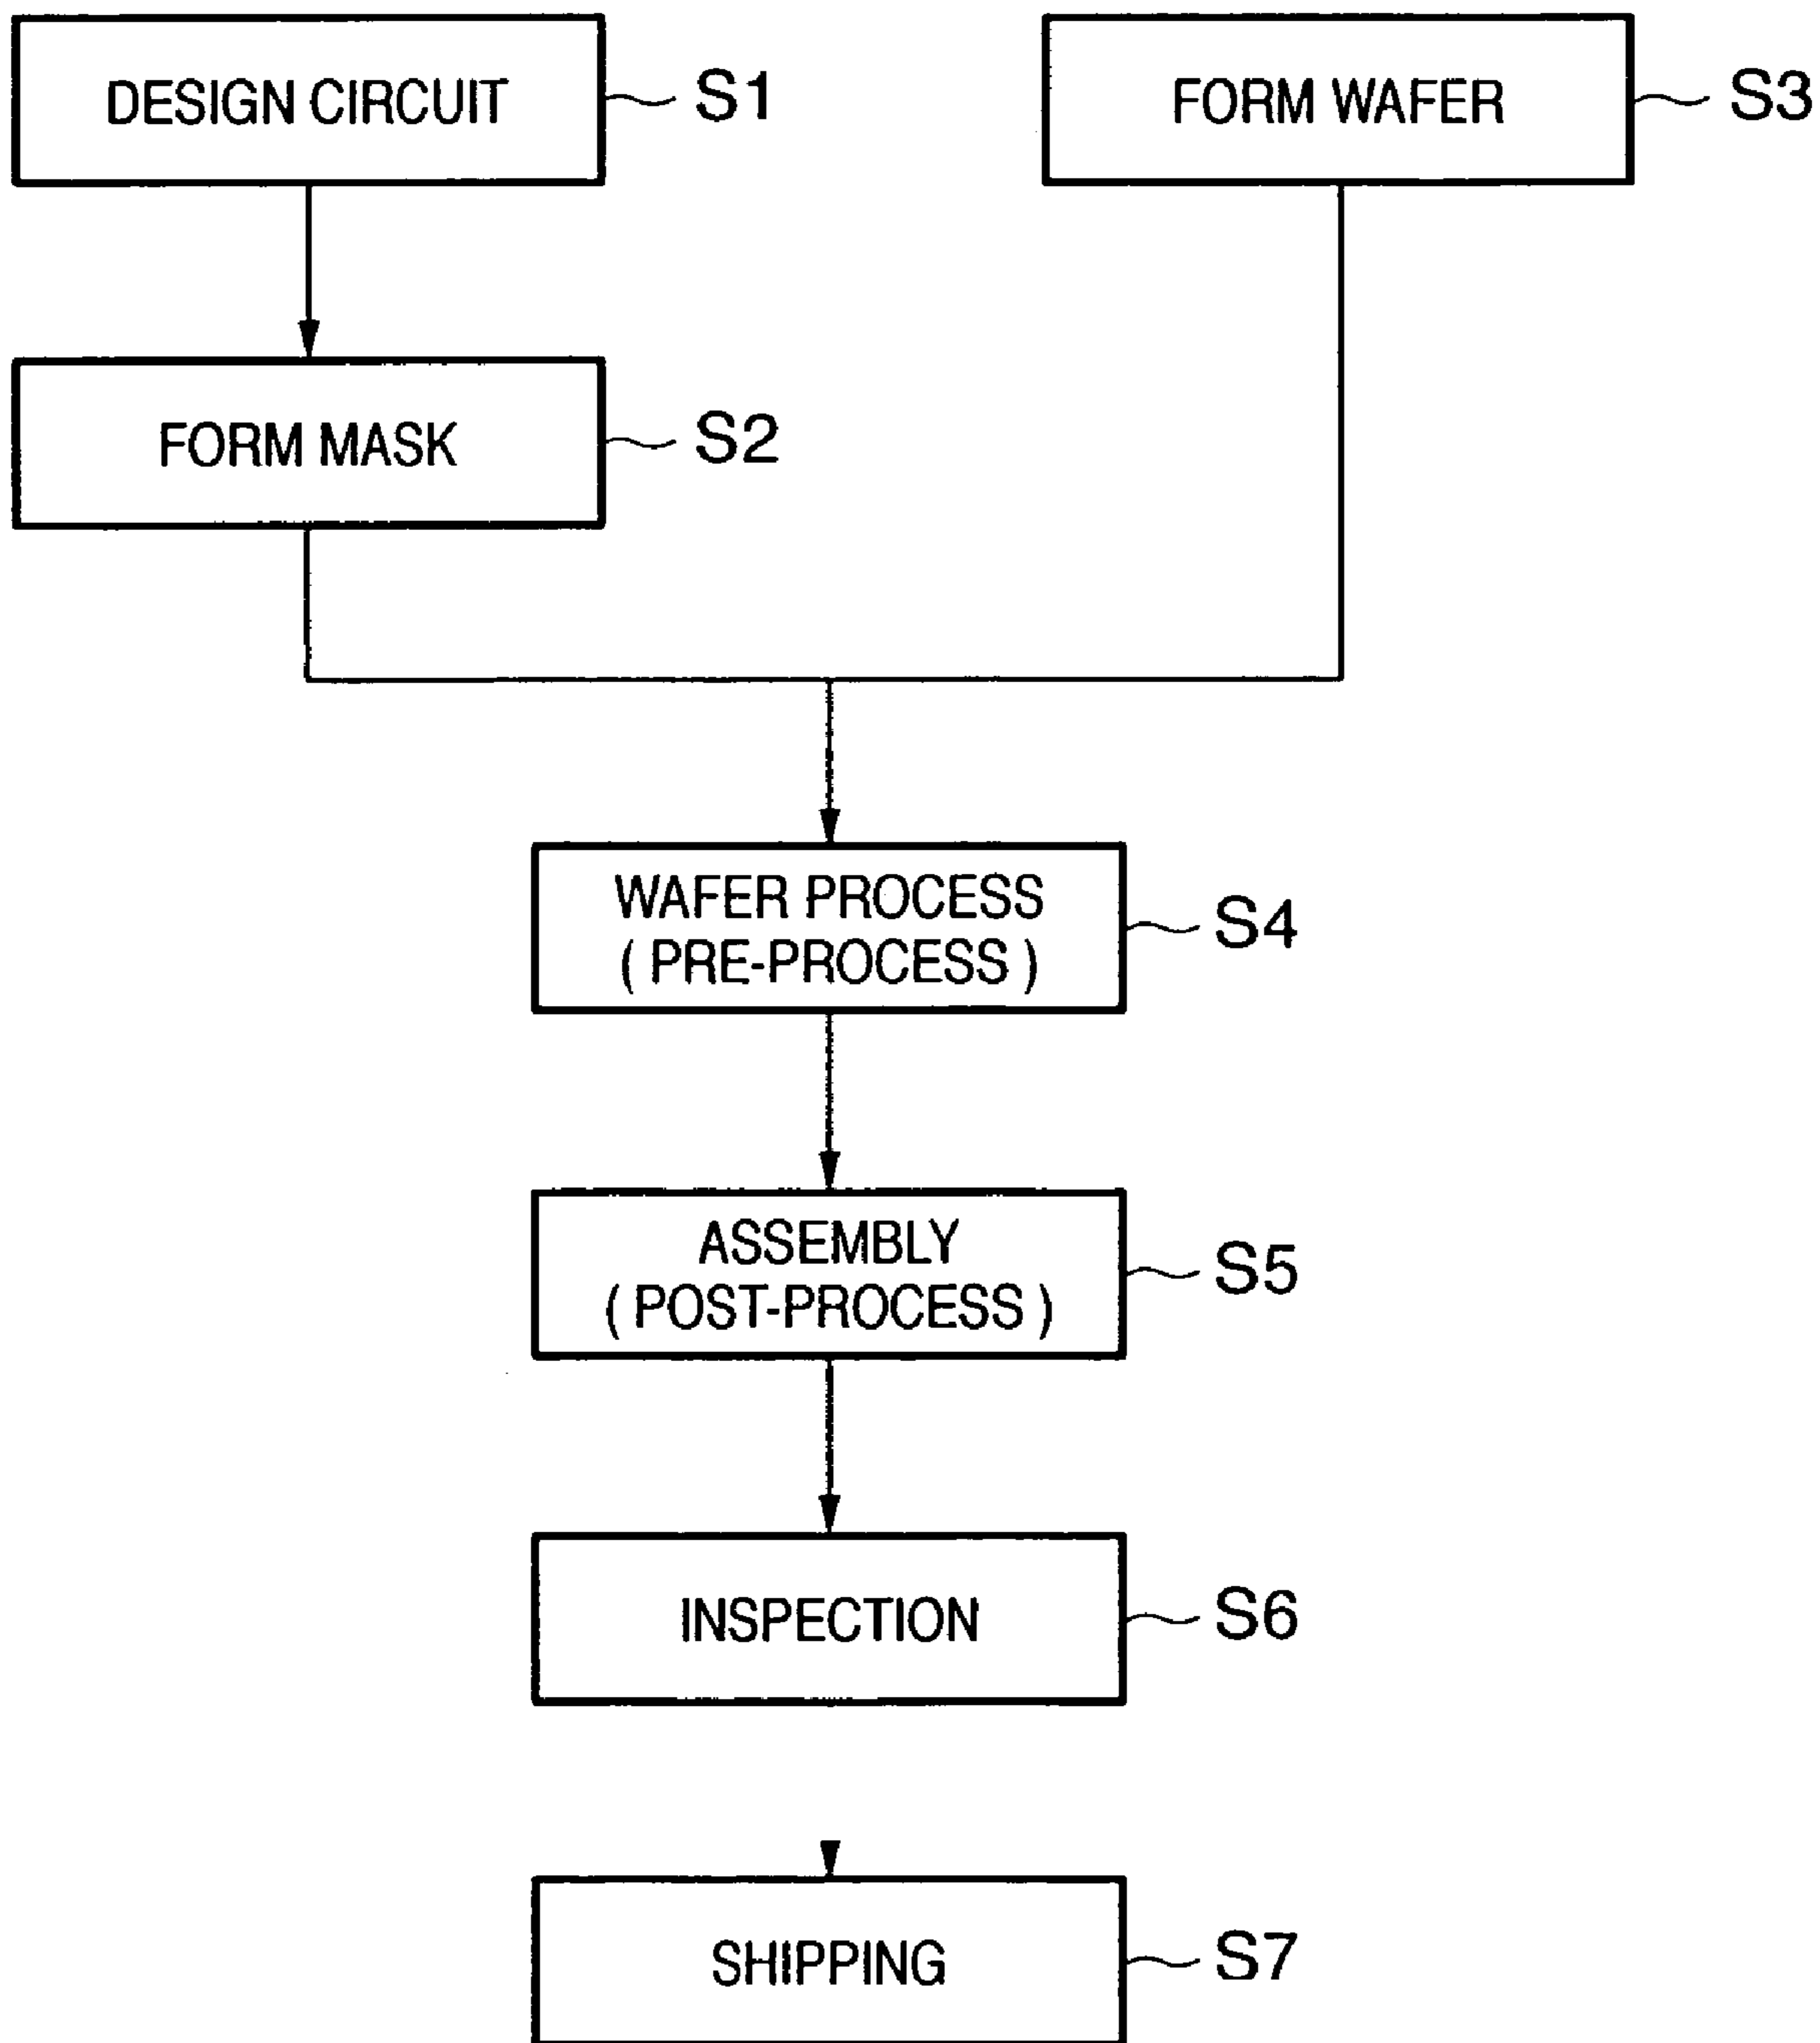 DESIGN CIRCUIT
S1
FORM WAFER
S3
FORM MASK
S2
WAFER PROCESS
( PRE-PROCESS )
S4
ASSEMBLY
( POST-PROCESS )
S5
INSPECTION
S6
SHIPPING
S7